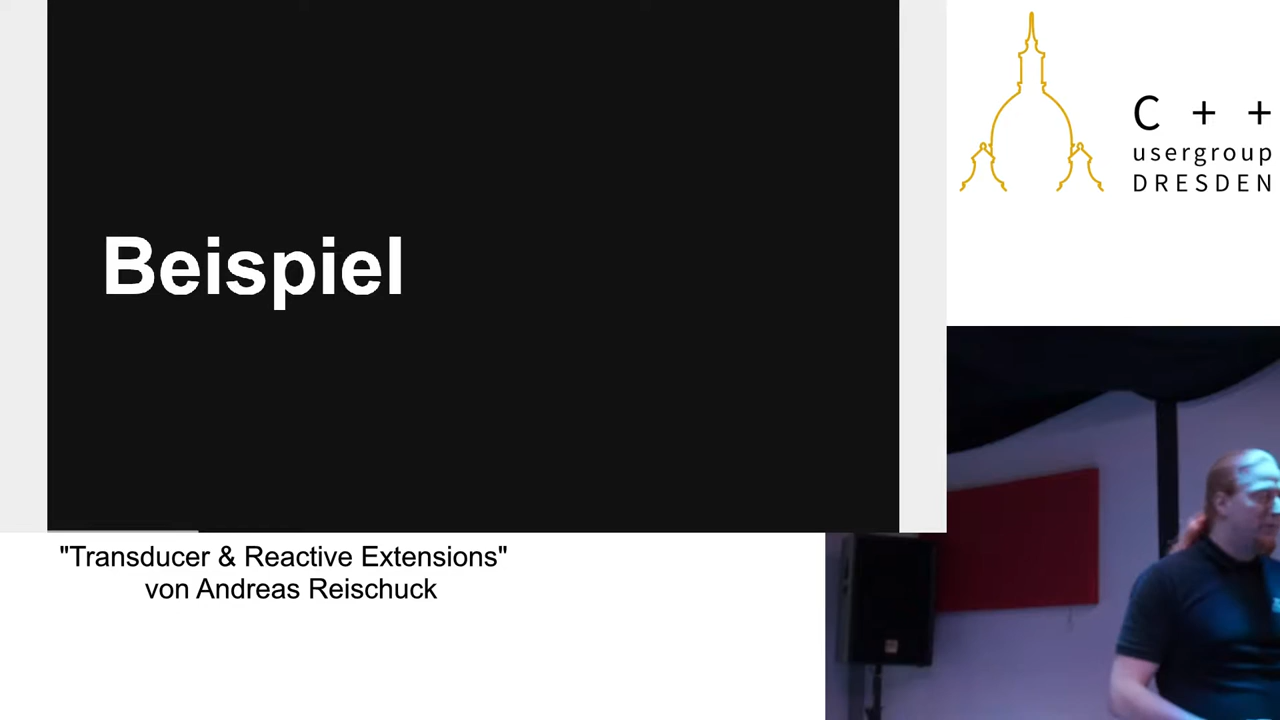 Beispiel
C + +
usergroup
DRESDEN
"Transducer & Reactive Extensions"
von Andreas Reischuck